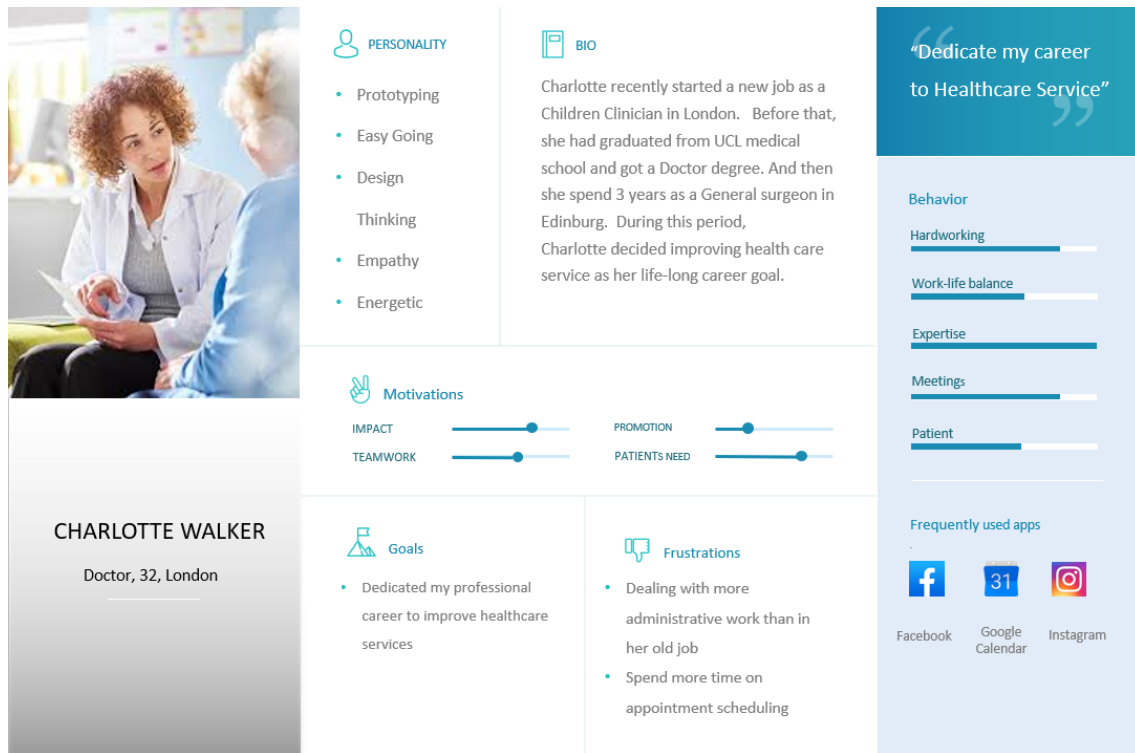 CHARLOTTE WALKER
Doctor, 32, London
PERSONALITY
• Prototyping
• Easy Going
• Design
Thinking
• Empathy
• Energetic
BIO
Charlotte recently started a new job as a
Children Clinician in London. Before that,
she had graduated from UCL medical
school and got a Doctor degree. And then
she spend 3 years as a General surgeon in
Edinburg. During this period,
Charlotte decided improving health care
service as her life-long career goal.
Motivations
IMPACT
TEAMWORK
PROMOTION
PATIENTs NEED
Goals
• Dedicated my professional
career to improve healthcare
services
Frustrations
• Dealing with more
administrative work than in
her old job
• Spend more time on
appointment scheduling
“Dedicate my career
to Healthcare Service”
Behavior
Hardworking
Work-life balance
Expertise
Meetings
Patient
Frequently used apps
31
Facebook
Google
Calendar
Instagram